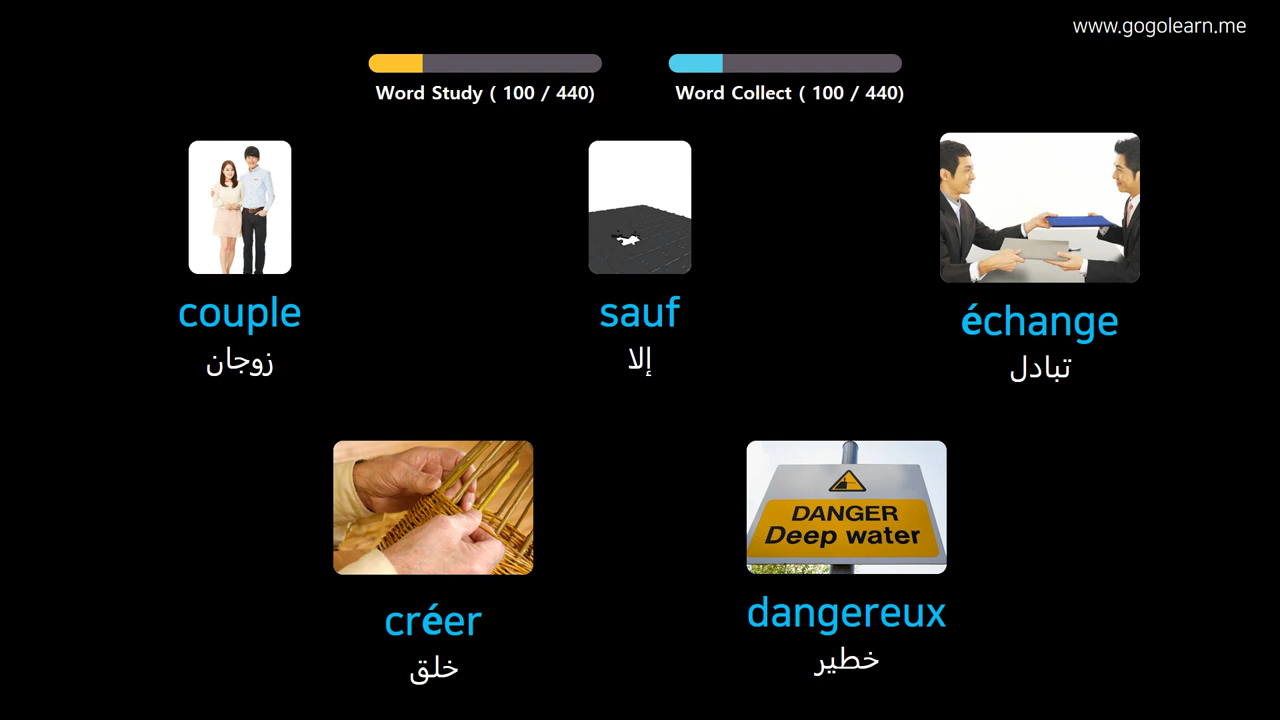 www.gogolearn.me
Word Study ( 100 / 440)
Word Collect ( 100 / 440)
couple
زوجان
sauf
إلا
échange
تبادل
créer
خلق
DANGER
Deep water
dangereux
خطير